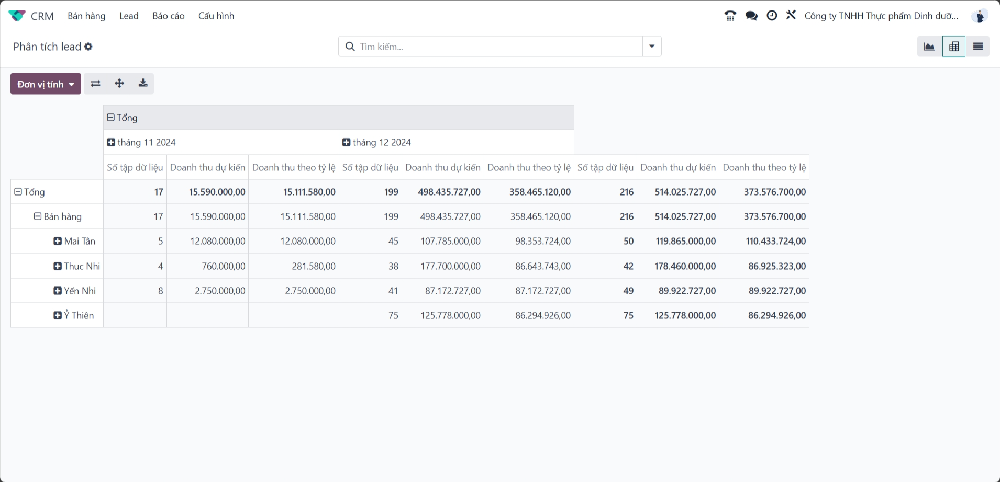 CRM Bán hàng Lead Báo cáo Cấu hình Công ty TNHH Thực phẩm Dinh dưỡ...
Phân tích lead Tìm kiếm...
Đơn vị tính
Tổng
tháng 11 2024 tháng 12 2024
Số tập dữ liệu Doanh thu dự kiến Doanh thu theo tỷ lệ Số tập dữ liệu Doanh thu dự kiến Doanh thu theo tỷ lệ Số tập dữ liệu Doanh thu dự kiến Doanh thu theo tỷ lệ
Tổng 17 15.590.000,00 15.111.580,00 199 498.435.727,00 358.465.120,00 216 514.025.727,00 373.576.700,00
Bán hàng 17 15.590.000,00 15.111.580,00 199 498.435.727,00 358.465.120,00 216 514.025.727,00 373.576.700,00
Mai Tân 5 12.080.000,00 12.080.000,00 45 107.785.000,00 98.353.724,00 50 119.865.000,00 110.433.724,00
Thuc Nhi 4 760.000,00 281.580,00 38 177.700.000,00 86.643.743,00 42 178.460.000,00 86.925.323,00
Yến Nhi 8 2.750.000,00 2.750.000,00 41 87.172.727,00 87.172.727,00 49 89.922.727,00 89.922.727,00
Ỷ Thiên 75 125.778.000,00 86.294.926,00 75 125.778.000,00 86.294.926,00